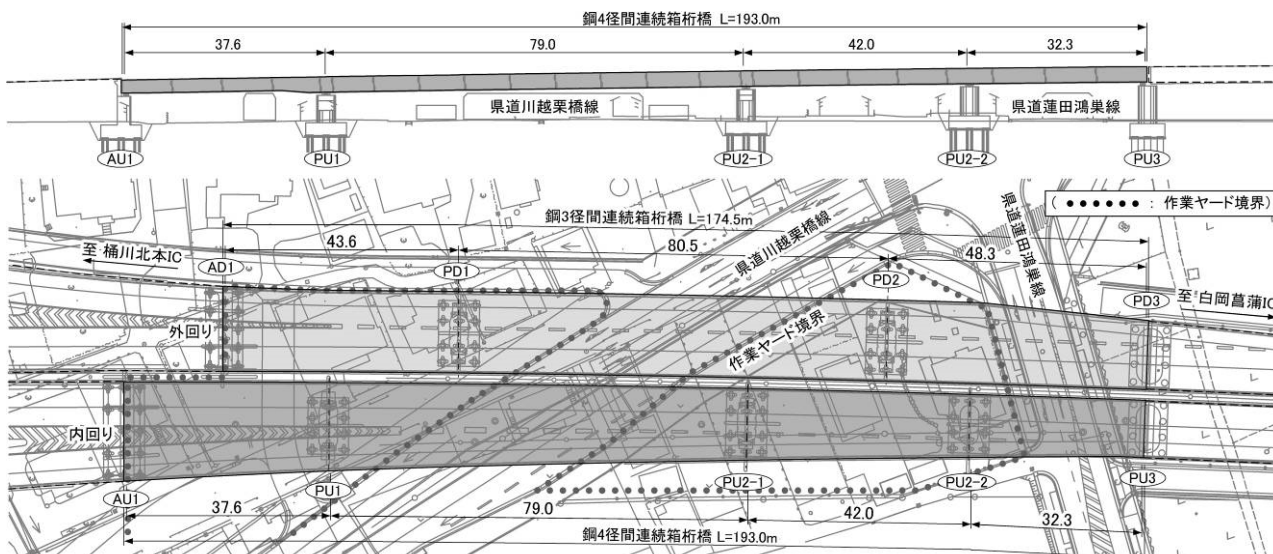 鋼4径間連続箱桁橋 L=193.0m
37.6
79.0
42.0
32.3
県道川越栗橋線
県道蓮田鴻巣線
AU1
PU1
PU2-1
PU2-2
PU3
(●●●●●● : 作業ヤード境界)
鋼3径間連続箱桁橋 L=174.5m
至 桶川北本IC
43.6
80.5
48.3
県道川越栗橋線
県道蓮田鴻巣線
AD1
PD1
PD2
PD3
至 白岡菖蒲IC
外回り
作業ヤード境界
内回り
AU1
PU1
PU2-1
PU2-2
PU3
37.6
79.0
42.0
32.3
鋼4径間連続箱桁橋 L=193.0m